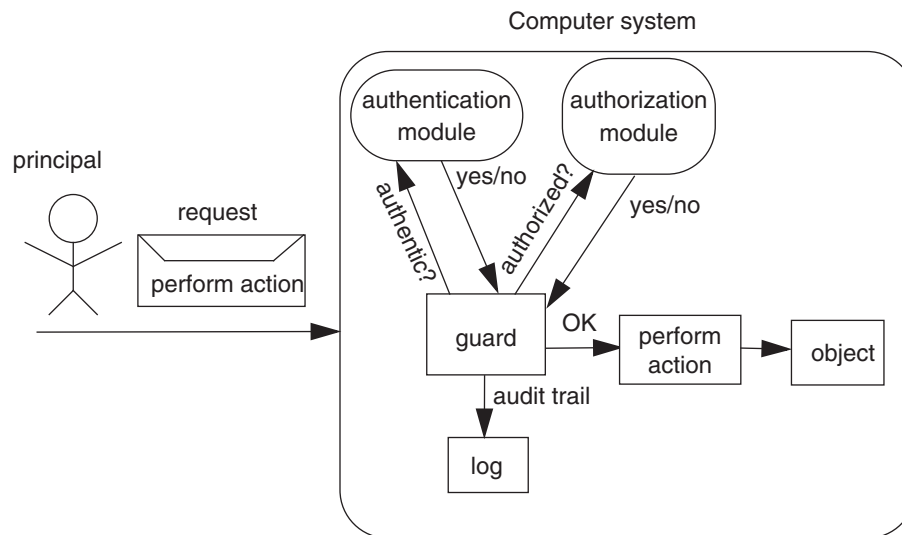 Computer system
authentication
module
authorization
module
principal
request
perform action
authentic?
yes/no
authorized?
yes/no
guard
OK
perform
action
object
audit trail
log